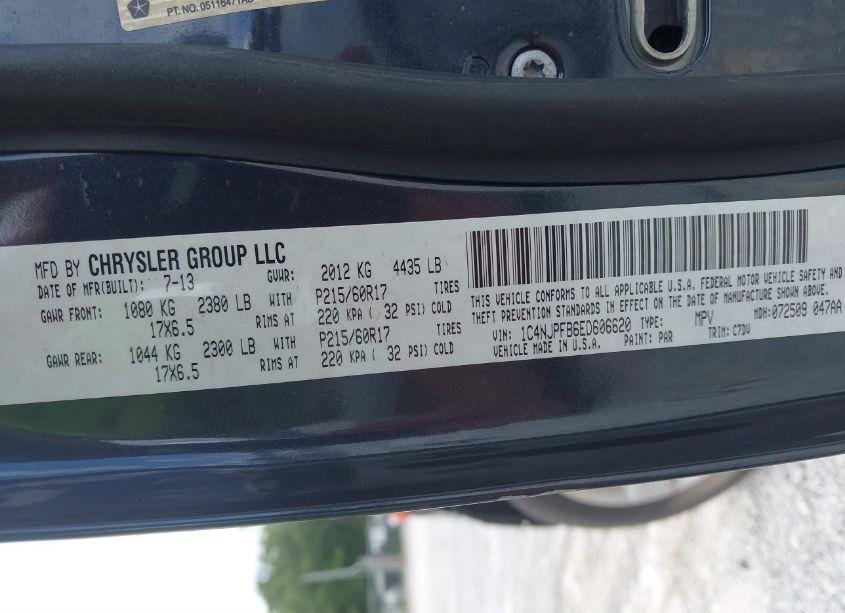 PT. NO. 05116471AB
MFD BY CHRYSLER GROUP LLC
DATE OF MFR(BUILT): 7-13 GVWR: 2012 KG 4435 LB
GAWR FRONT: 1080 KG 2380 LB WITH P215/60R17 TIRES
17X6.5 RIMS AT 220 KPA ( 32 PSI) COLD
GAWR REAR: 1044 KG 2300 LB WITH P215/60R17 TIRES
17X6.5 RIMS AT 220 KPA ( 32 PSI) COLD
THIS VEHICLE CONFORMS TO ALL APPLICABLE U.S.A. FEDERAL MOTOR VEHICLE SAFETY AND
THEFT PREVENTION STANDARDS IN EFFECT ON THE DATE OF MANUFACTURE SHOWN ABOVE.
VIN: 1C4NJPFB6ED606620 TYPE: MPV MDH: 072509 047AA
VEHICLE MADE IN U.S.A. PAINT: PAR TRIM: C7DV